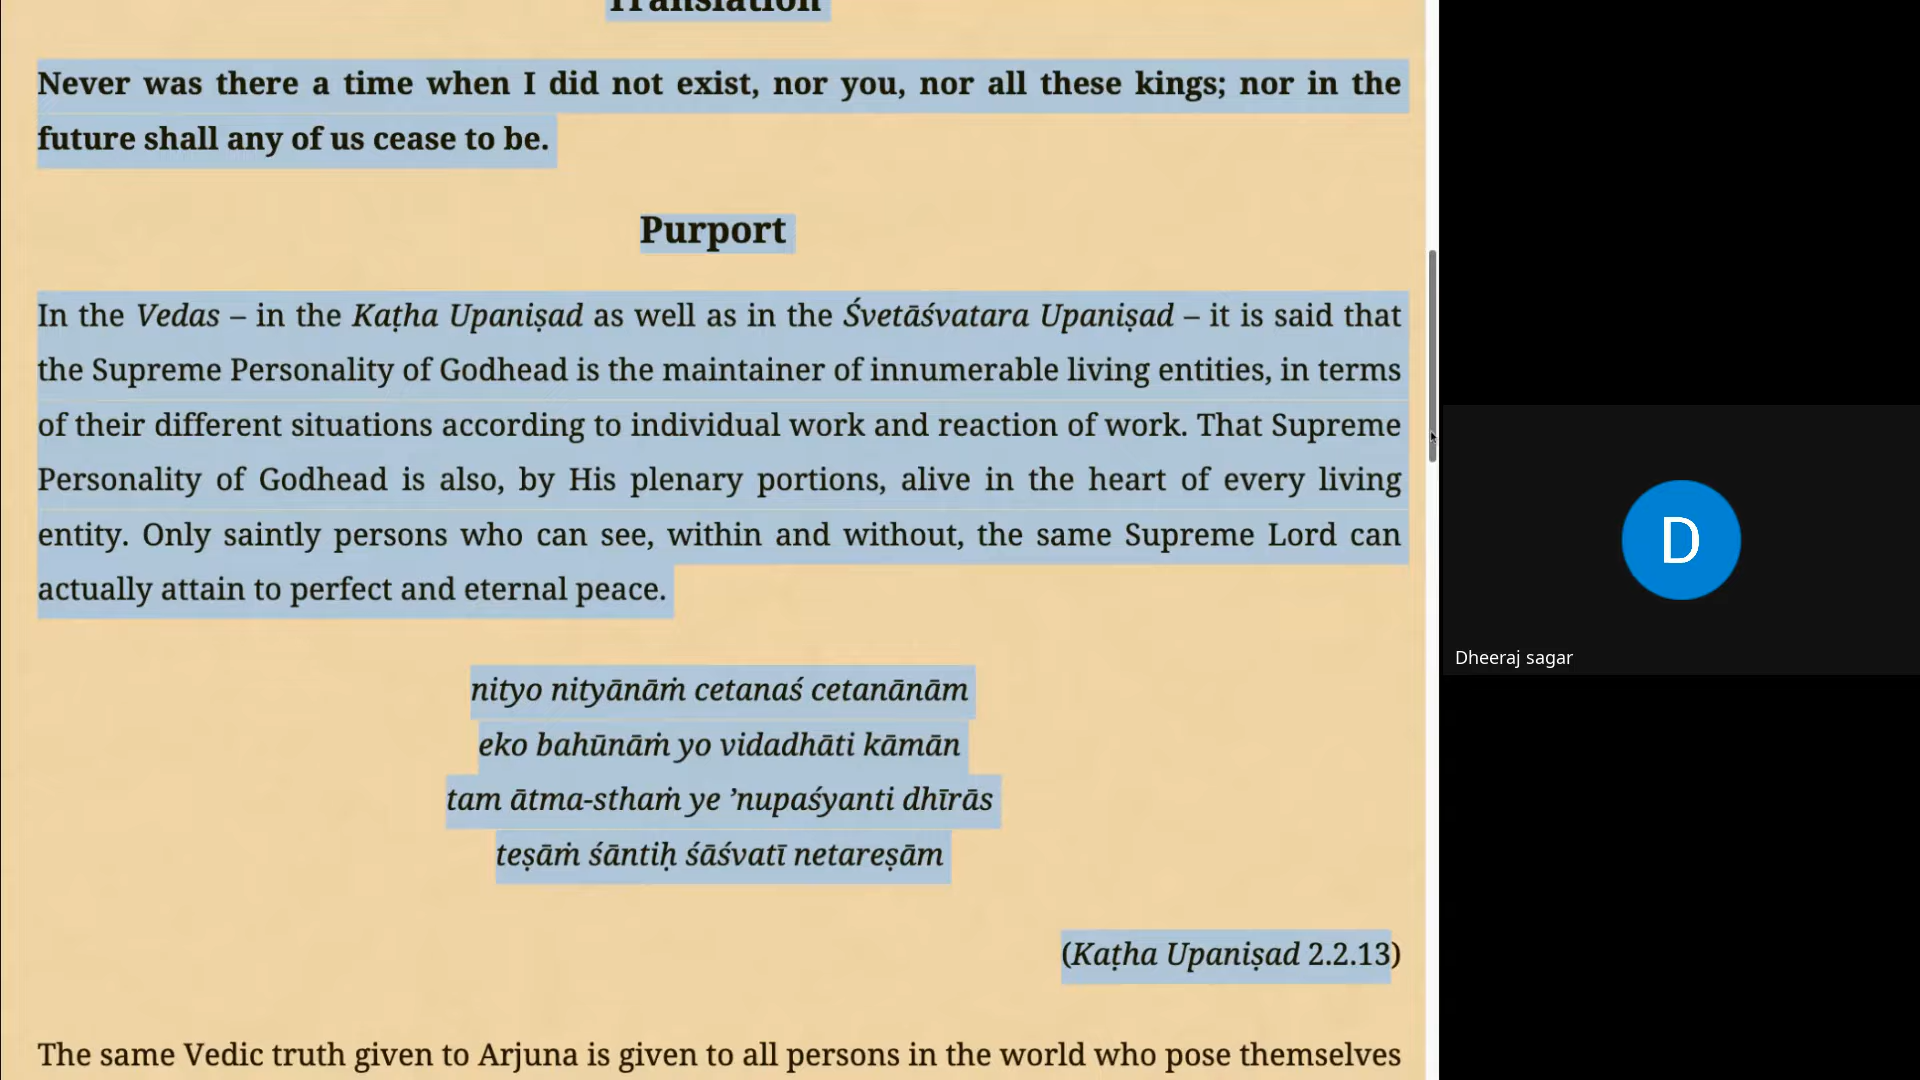 Translation
Never was there a time when I did not exist, nor you, nor all these kings; nor in the
future shall any of us cease to be.
Purport
In the Vedas – in the Kaṭha Upaniṣad as well as in the Śvetāśvatara Upaniṣad – it is said that
the Supreme Personality of Godhead is the maintainer of innumerable living entities, in terms
of their different situations according to individual work and reaction of work. That Supreme
Personality of Godhead is also, by His plenary portions, alive in the heart of every living
entity. Only saintly persons who can see, within and without, the same Supreme Lord can
actually attain to perfect and eternal peace.
nityo nityānāṁ cetanaś cetanānām
eko bahūnāṁ yo vidadhāti kāmān
tam ātma-sthaṁ ye ’nupaśyanti dhīrās
teṣāṁ śāntiḥ śāśvatī netareṣām
(Kaṭha Upaniṣad 2.2.13)
The same Vedic truth given to Arjuna is given to all persons in the world who pose themselves
D
Dheeraj sagar